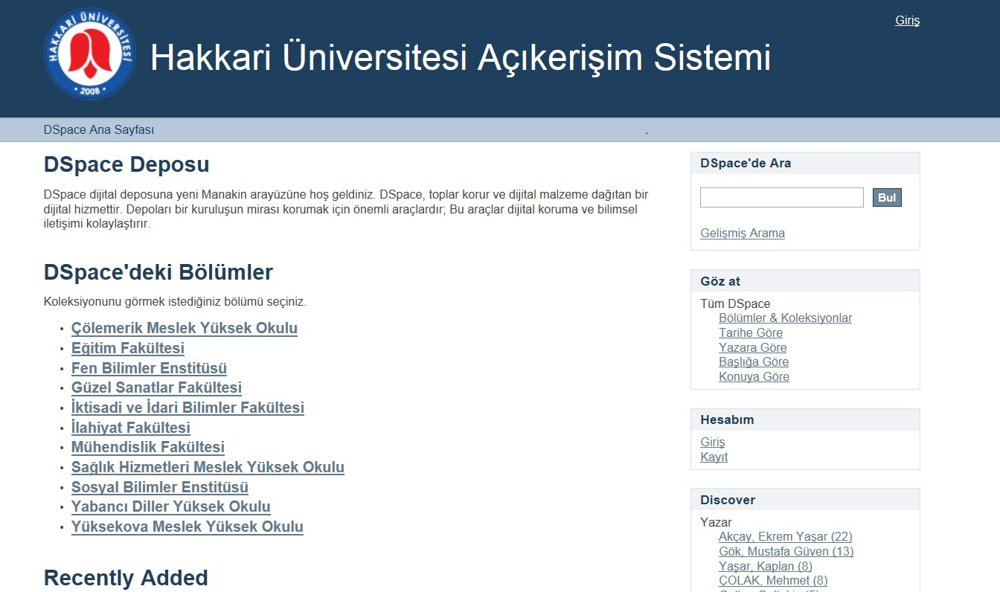 HAKKARİ ÜNİVERSİTESİ
• 2008 •
Giriş
Hakkari Üniversitesi Açıkerişim Sistemi
DSpace Ana Sayfası
.
DSpace Deposu
DSpace dijital deposuna yeni Manakin arayüzüne hoş geldiniz. DSpace, toplar korur ve dijital malzeme dağıtan bir
dijital hizmettir. Depoları bir kuruluşun mirası korumak için önemli araçlardır; Bu araçlar dijital koruma ve bilimsel
iletişimi kolaylaştırır.
DSpace'deki Bölümler
Koleksiyonunu görmek istediğiniz bölümü seçiniz.
• Çölemerik Meslek Yüksek Okulu
• Eğitim Fakültesi
• Fen Bilimler Enstitüsü
• Güzel Sanatlar Fakültesi
• İktisadi ve İdari Bilimler Fakültesi
• İlahiyat Fakültesi
• Mühendislik Fakültesi
• Sağlık Hizmetleri Meslek Yüksek Okulu
• Sosyal Bilimler Enstitüsü
• Yabancı Diller Yüksek Okulu
• Yüksekova Meslek Yüksek Okulu
Recently Added
DSpace'de Ara
Bul
Gelişmiş Arama
Göz at
Tüm DSpace
Bölümler & Koleksiyonlar
Tarihe Göre
Yazara Göre
Başlığa Göre
Konuya Göre
Hesabım
Giriş
Kayıt
Discover
Yazar
Akçay, Ekrem Yaşar (22)
Gök, Mustafa Güven (13)
Yaşar, Kaplan (8)
ÇOLAK, Mehmet (8)